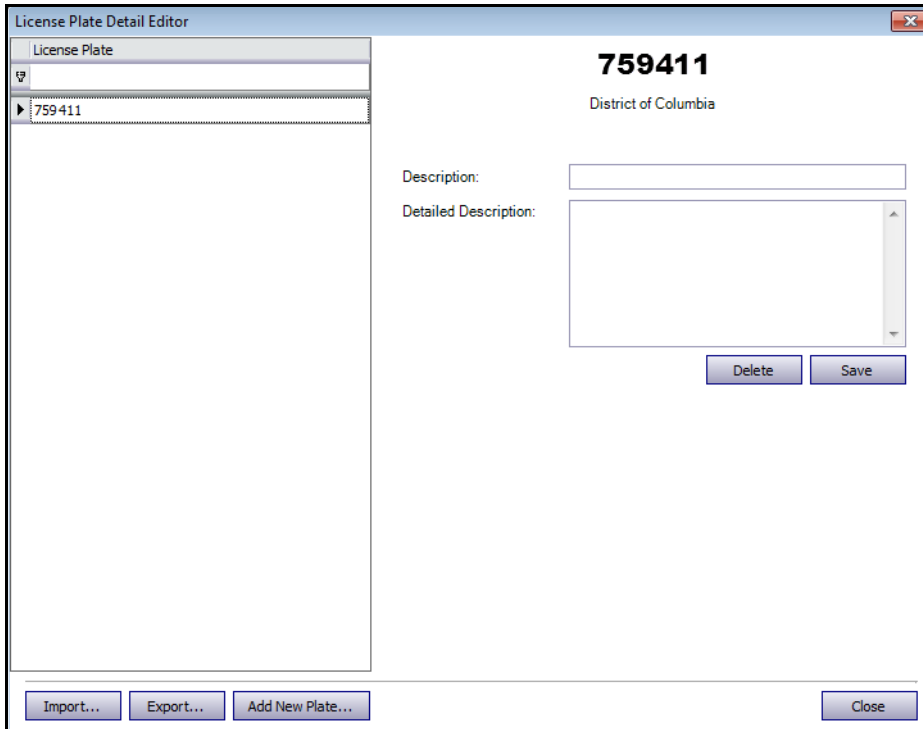 License Plate Detail Editor
License Plate
759411
759411
District of Columbia
Description:
Detailed Description:
Delete
Save
Import...
Export...
Add New Plate...
Close